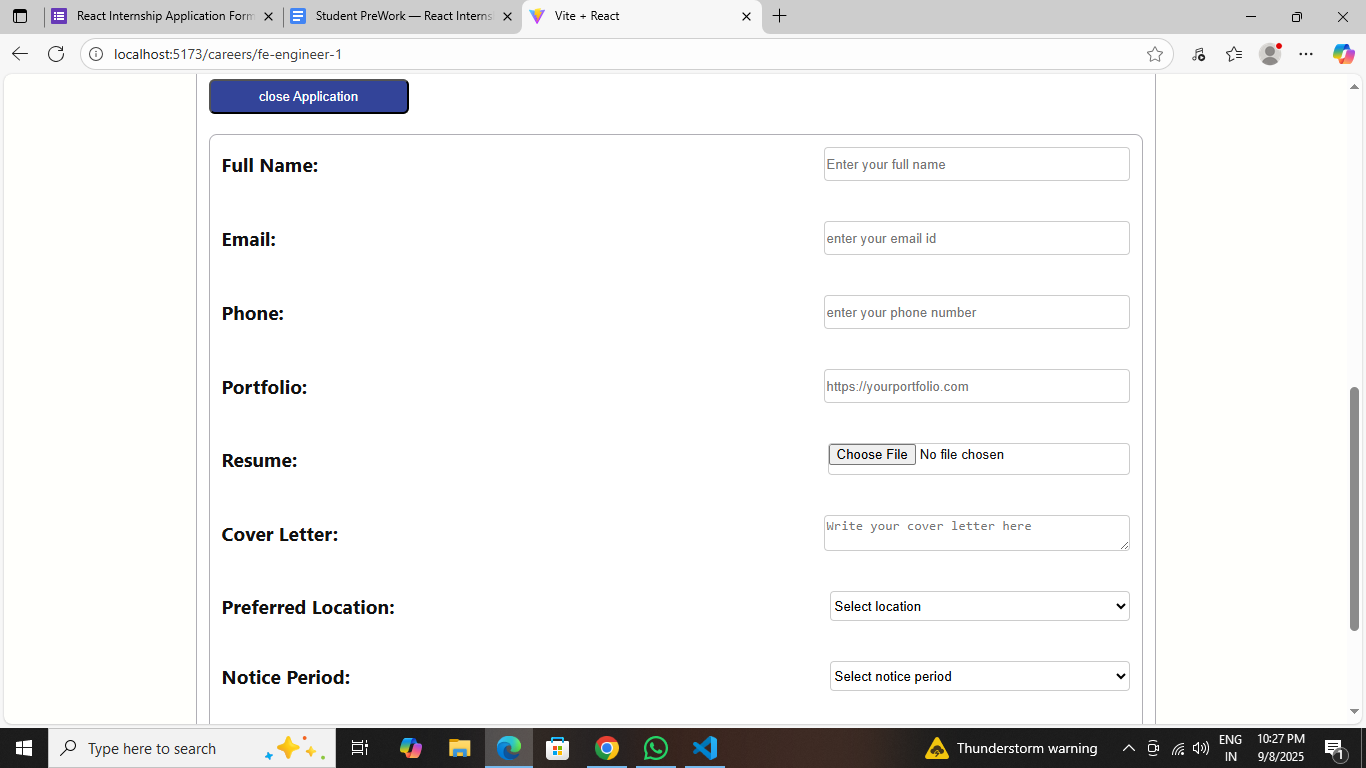 React Internship Application Form
Student PreWork — React Interns
Vite + React
localhost:5173/careers/fe-engineer-1
close Application
Full Name:
Enter your full name
Email:
enter your email id
Phone:
enter your phone number
Portfolio:
https://yourportfolio.com
Resume:
Choose File No file chosen
Cover Letter:
Write your cover letter here
Preferred Location:
Select location
Notice Period:
Select notice period
Type here to search
Thunderstorm warning
ENG
IN
10:27 PM
9/8/2025
1